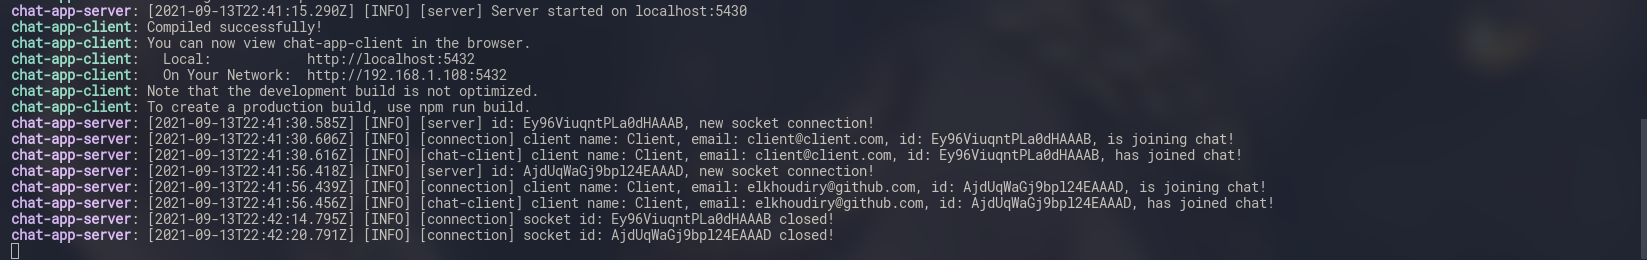 chat-app-server: [2021-09-13T22:41:15.290Z] [INFO] [server] Server started on localhost:5430
chat-app-client: Compiled successfully!
chat-app-client: You can now view chat-app-client in the browser.
chat-app-client:   Local:            http://localhost:5432
chat-app-client:   On Your Network:  http://192.168.1.108:5432
chat-app-client: Note that the development build is not optimized.
chat-app-client: To create a production build, use npm run build.
chat-app-server: [2021-09-13T22:41:30.585Z] [INFO] [server] id: Ey96ViuqntPLa0dHAAAB, new socket connection!
chat-app-server: [2021-09-13T22:41:30.606Z] [INFO] [connection] client name: Client, email: client@client.com, id: Ey96ViuqntPLa0dHAAAB, is joining chat!
chat-app-server: [2021-09-13T22:41:30.616Z] [INFO] [chat-client] client name: Client, email: client@client.com, id: Ey96ViuqntPLa0dHAAAB, has joined chat!
chat-app-server: [2021-09-13T22:41:56.418Z] [INFO] [server] id: AjdUqWaGj9bpl24EAAAD, new socket connection!
chat-app-server: [2021-09-13T22:41:56.439Z] [INFO] [connection] client name: Client, email: elkhoudiry@github.com, id: AjdUqWaGj9bpl24EAAAD, is joining chat!
chat-app-server: [2021-09-13T22:41:56.456Z] [INFO] [chat-client] client name: Client, email: elkhoudiry@github.com, id: AjdUqWaGj9bpl24EAAAD, has joined chat!
chat-app-server: [2021-09-13T22:42:14.795Z] [INFO] [connection] socket id: Ey96ViuqntPLa0dHAAAB closed!
chat-app-server: [2021-09-13T22:42:20.791Z] [INFO] [connection] socket id: AjdUqWaGj9bpl24EAAAD closed!